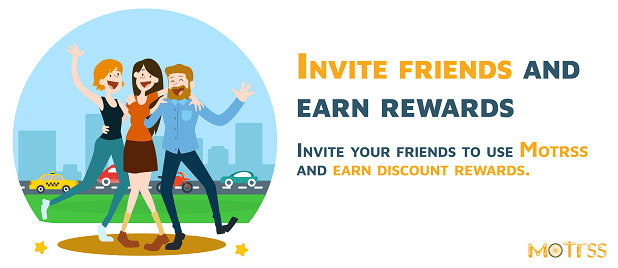 Invite friends and
earn rewards
Invite your friends to use Motrss
and earn discount rewards.
MOTrSS